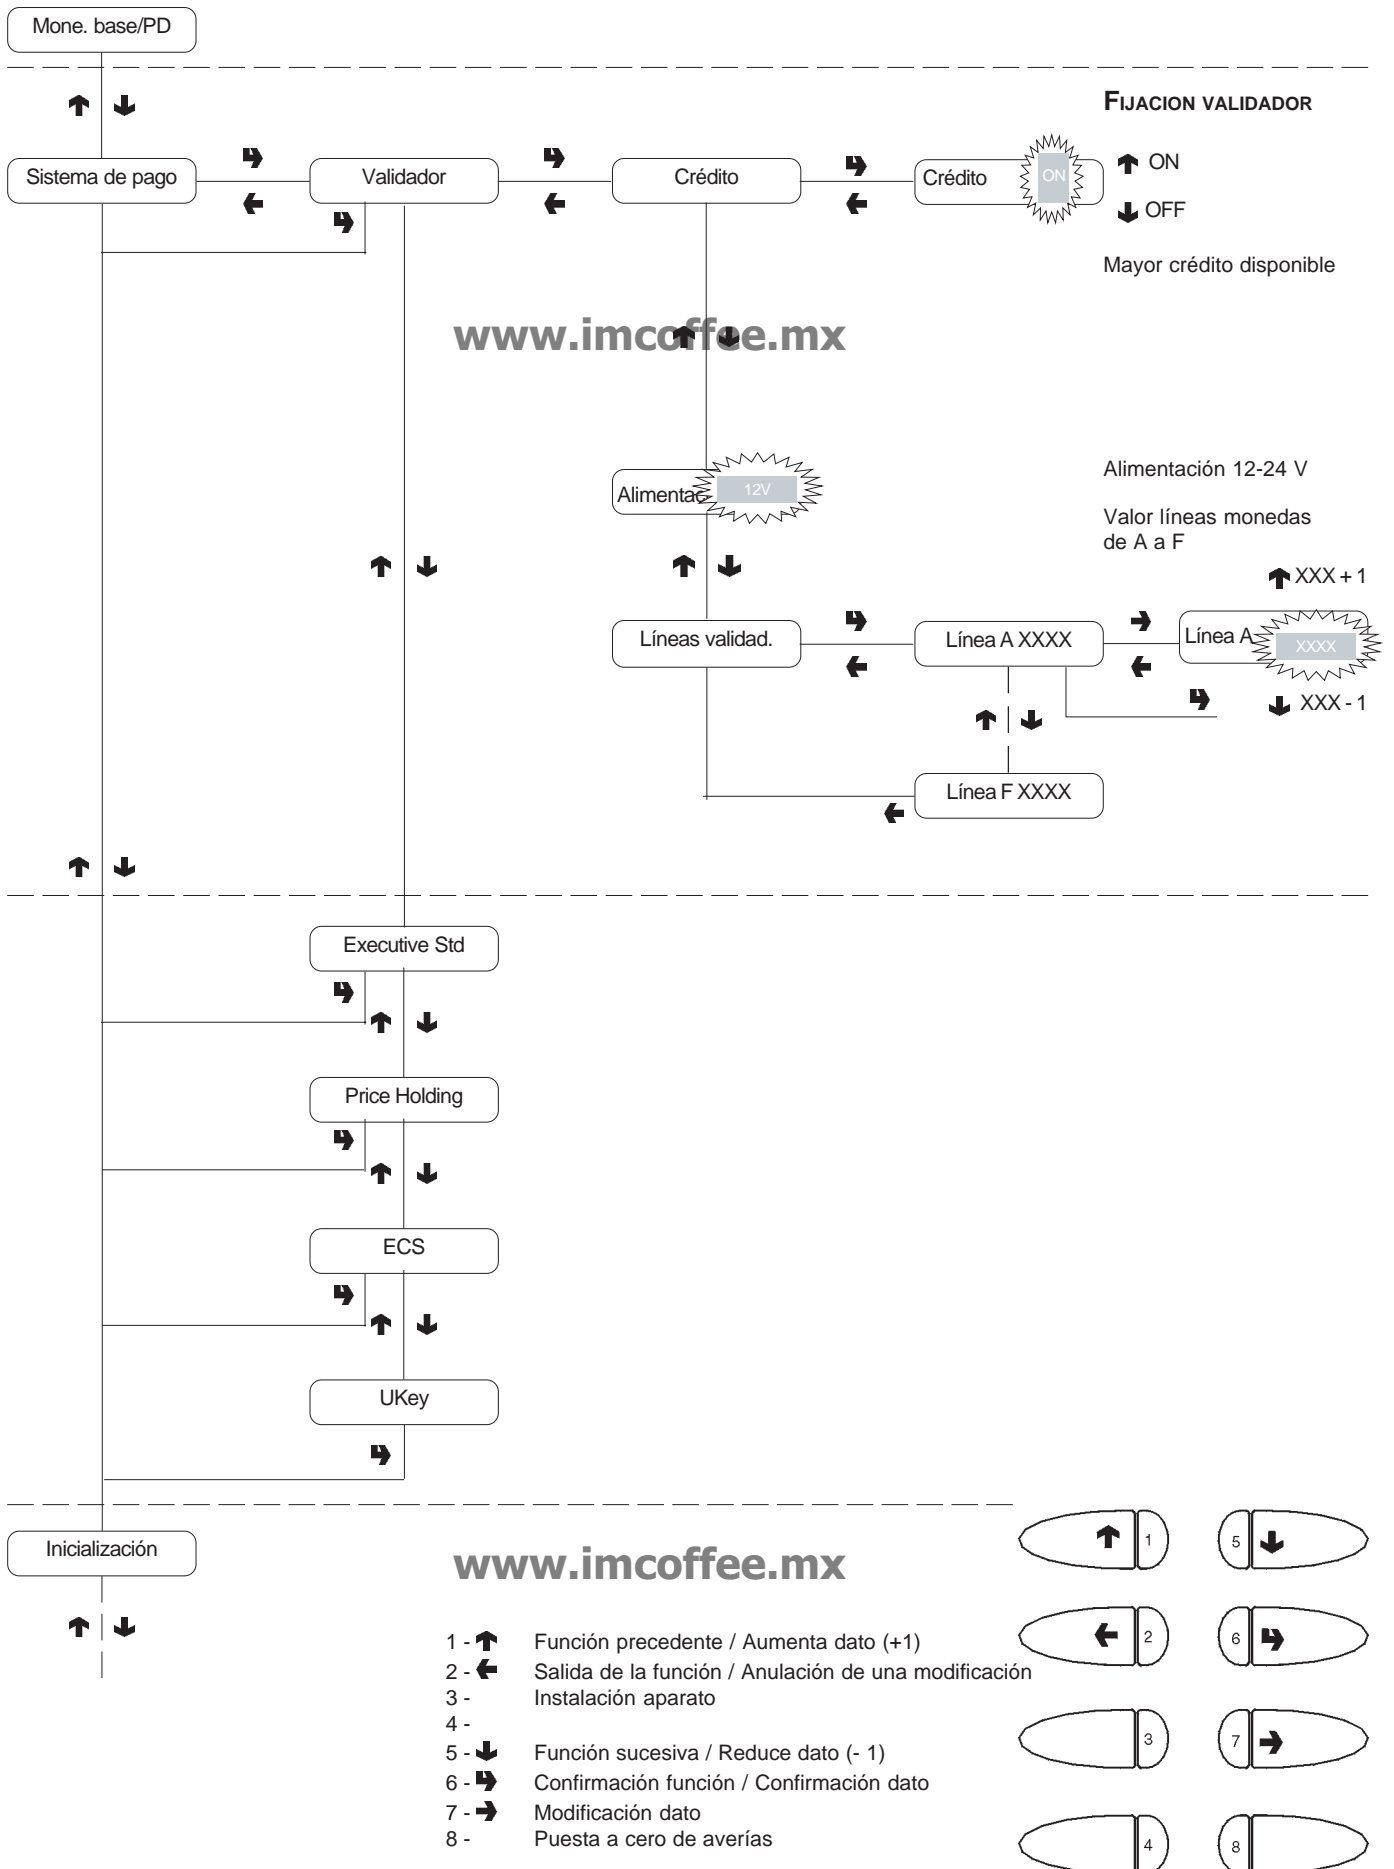 Mone. base/PD
FIJACION VALIDADOR
Sistema de pago
Validador
Crédito
Crédito
ON
ON
OFF
Mayor crédito disponible
www.imcoffee.mx
Alimentac
12V
Alimentación 12-24 V
Valor líneas monedas
de A a F
XXX + 1
Líneas validad.
Línea A XXXX
Línea A
XXXX
XXX - 1
Línea F XXXX
Executive Std
Price Holding
ECS
UKey
Inicialización
www.imcoffee.mx
1 - Función precedente / Aumenta dato (+1)
2 - Salida de la función / Anulación de una modificación
3 - Instalación aparato
4 -
5 - Función sucesiva / Reduce dato (- 1)
6 - Confirmación función / Confirmación dato
7 - Modificación dato
8 - Puesta a cero de averías
1
5
2
6
3
7
4
8